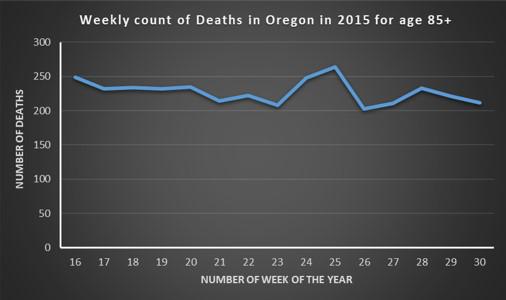 Weekly count of Deaths in Oregon in 2015 for age 85+
300
250
200
150
100
50
0
NUMBER OF DEATHS
16 17 18 19 20 21 22 23 24 25 26 27 28 29 30
NUMBER OF WEEK OF THE YEAR